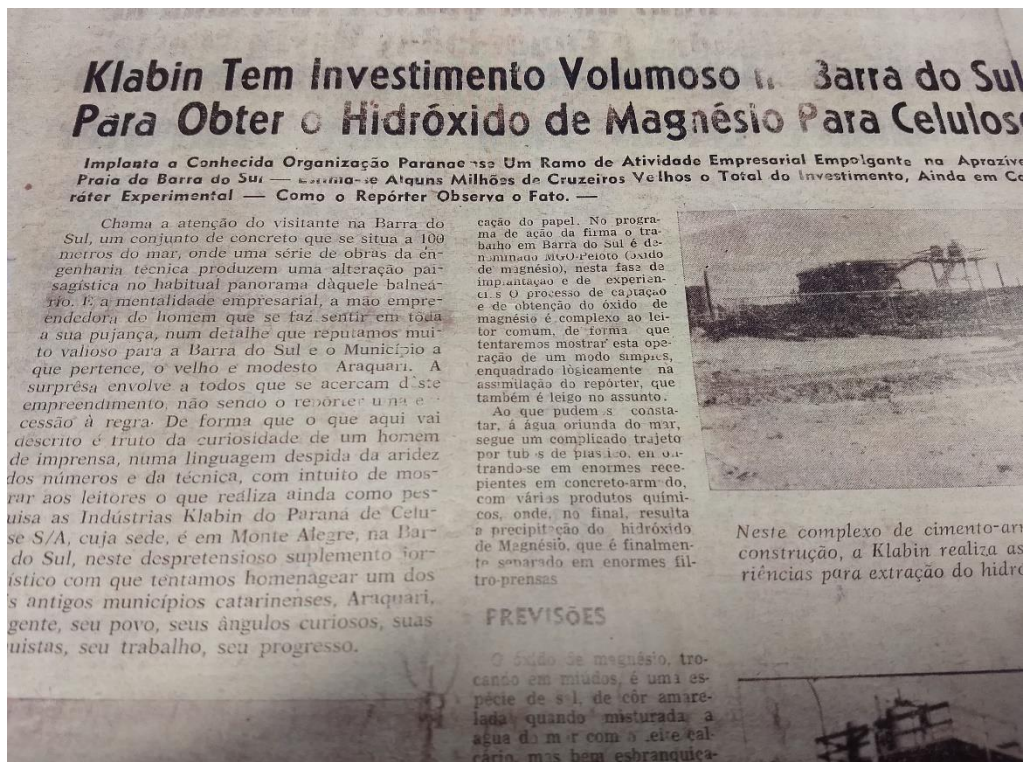 Klabin Tem Investimento Volumoso Barra do Sul
Para Obter o Hidróxido de Magnésio Para Celulos
Implanta a Conhecida Organização Paranaense Um Ramo de Atividade Empresarial Empolgante na Aprazíve
Praia da Barra do Sul — Estima-se Alguns Milhões de Cruzeiros Velhos o Total do Investimento, Ainda em Ca
ráter Experimental — Como o Repórter Observa o Fato. —
Chama a atenção do visitante na Barra do
Sul, um conjunto de concreto que se situa a 100
metros do mar, onde uma série de obras da en-
genharia técnica produzem uma alteração pai-
sagística no habitual panorama dàquele balneá-
rio. É a mentalidade empresarial, a mão empre-
endedora do homem que se faz sentir em tôda
a sua pujança, num detalhe que reputamos mui-
to valioso para a Barra do Sul e o Município a
que pertence, o velho e modesto Araquari. A
surprêsa envolve a todos que se acercam dêste
empreendimento, não sendo o repórter uma e
cessão à regra. De forma que o que aqui vai
descrito é fruto da curiosidade de um homem
de imprensa, numa linguagem despida da aridez
dos números e da técnica, com intuito de mos-
rar aos leitores o que reáliza ainda como pes-
uisa as Indústrias Klabin do Paraná de Celu-
se S/A, cuja sede, é em Monte Alegre, na Bar-
do Sul, neste despretensioso suplemento jor-
ístico com que tentamos homenagear um dos
s antigos municípios catarinenses, Araquari,
gente, seu povo, seus ângulos curiosos, suas
uistas, seu trabalho, seu progresso.
cação do papel. No progra-
ma de ação da firma o tra-
balho em Barra do Sul é de-
nominado MGO-Peloto (óxido
de magnésio), nesta fase de
implantação e de experien-
cias O processo de captação
e de obtenção do óxido de
magnésio é complexo ao lei-
tor comum, de forma que
tentaremos mostrar esta ope-
ração de um modo simples,
enquadrado lògicamente na
assimilação do repórter, que
também é leigo no assunto.
Ao que pudemos consta-
tar, á água oriunda do mar,
segue um complicado trajeto
por tubos de plástico, encon-
trando-se em enormes rece-
pientes em concreto-armado,
com vários produtos quími-
cos, onde, no final, resulta
a precipitação do hidróxido
de Magnésio, que é finalmen-
te separado em enormes fil-
tro-prensas
PREVISÕES
O óxido de magnésio, tro-
cando em miudos, é uma es-
pécie de sal, de côr amare-
lada quando misturada a
agua do mar com o leite cal-
cário, mas bem esbranquiça-
Neste complexo de cimento-arm
construção, a Klabin realiza as
riências para extração do hidro